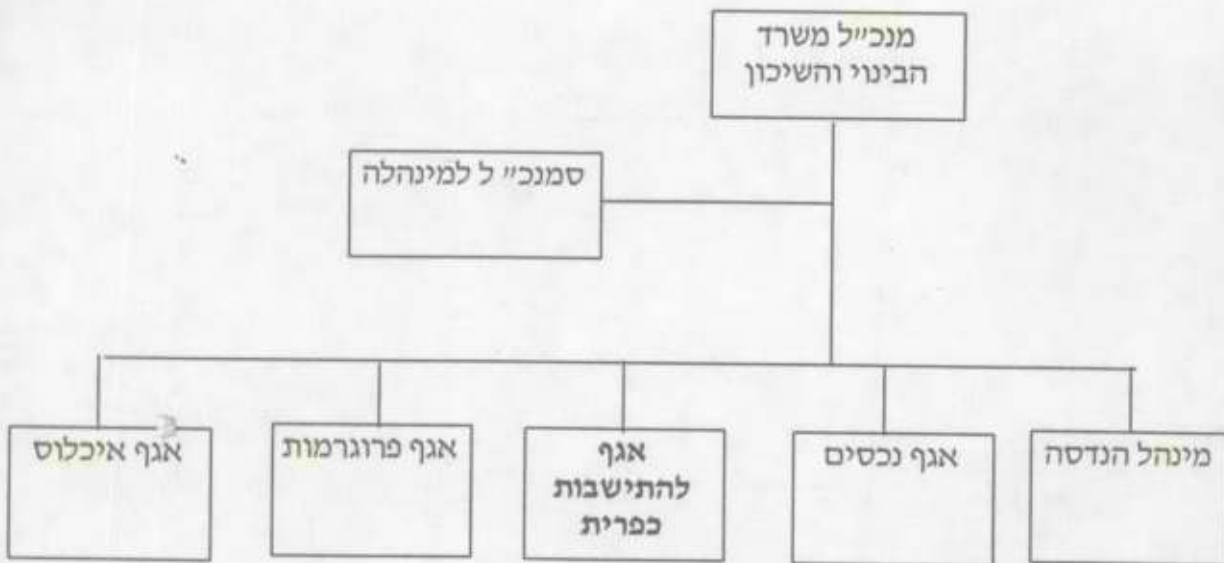 מנכ״ל משרד
הבינוי והשיכון
סמנכ״ ל למינהלה
מינהל הנדסה
אגף נכסים
אגף
להתישבות
כפרית
אגף פרוגרמות
אגף איכלוס